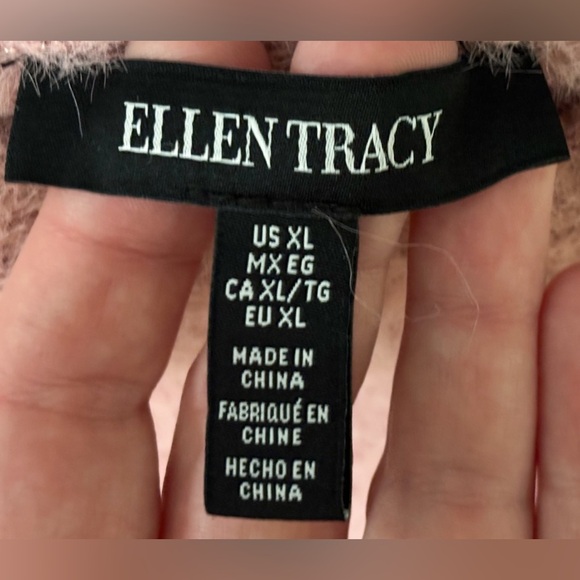 ELLEN TRACY
US XL
MX EG
CA XL/TG
EU XL
MADE IN
CHINA
FABRIQUÉ EN
CHINE
HECHO EN
CHINA